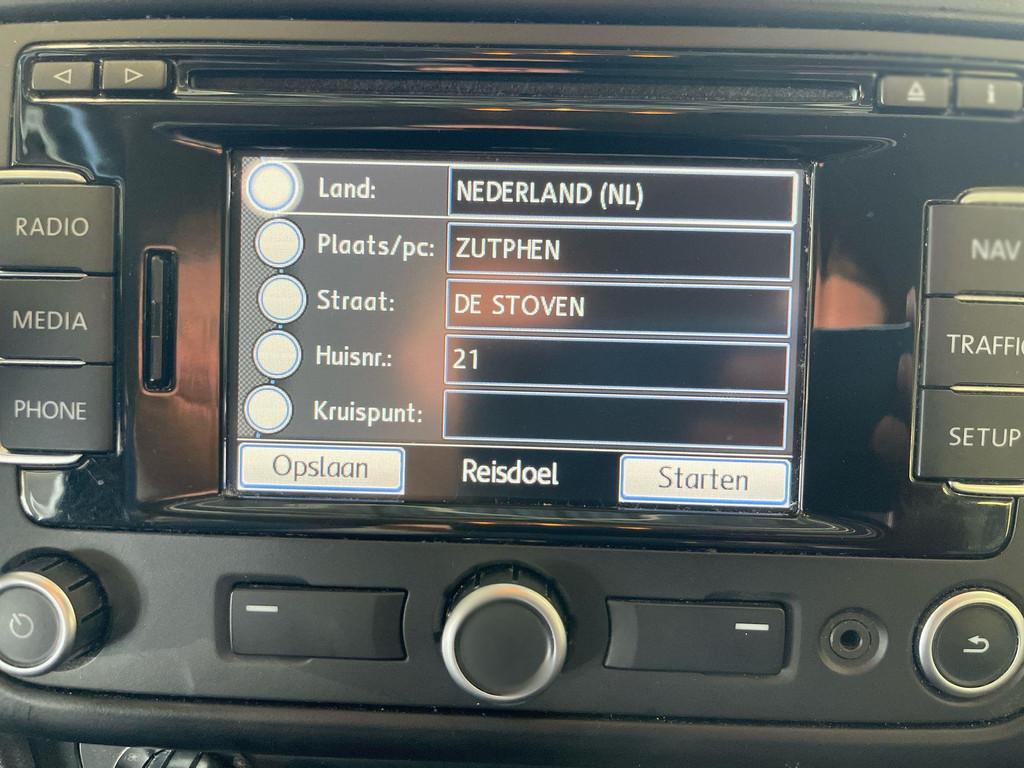 RADIO
MEDIA
PHONE
Land: NEDERLAND (NL)
Plaats/pc: ZUTPHEN
Straat: DE STOVEN
Huisnr.: 21
Kruispunt:
Opslaan Reisdoel Starten
NAV
TRAFFIC
SETUP